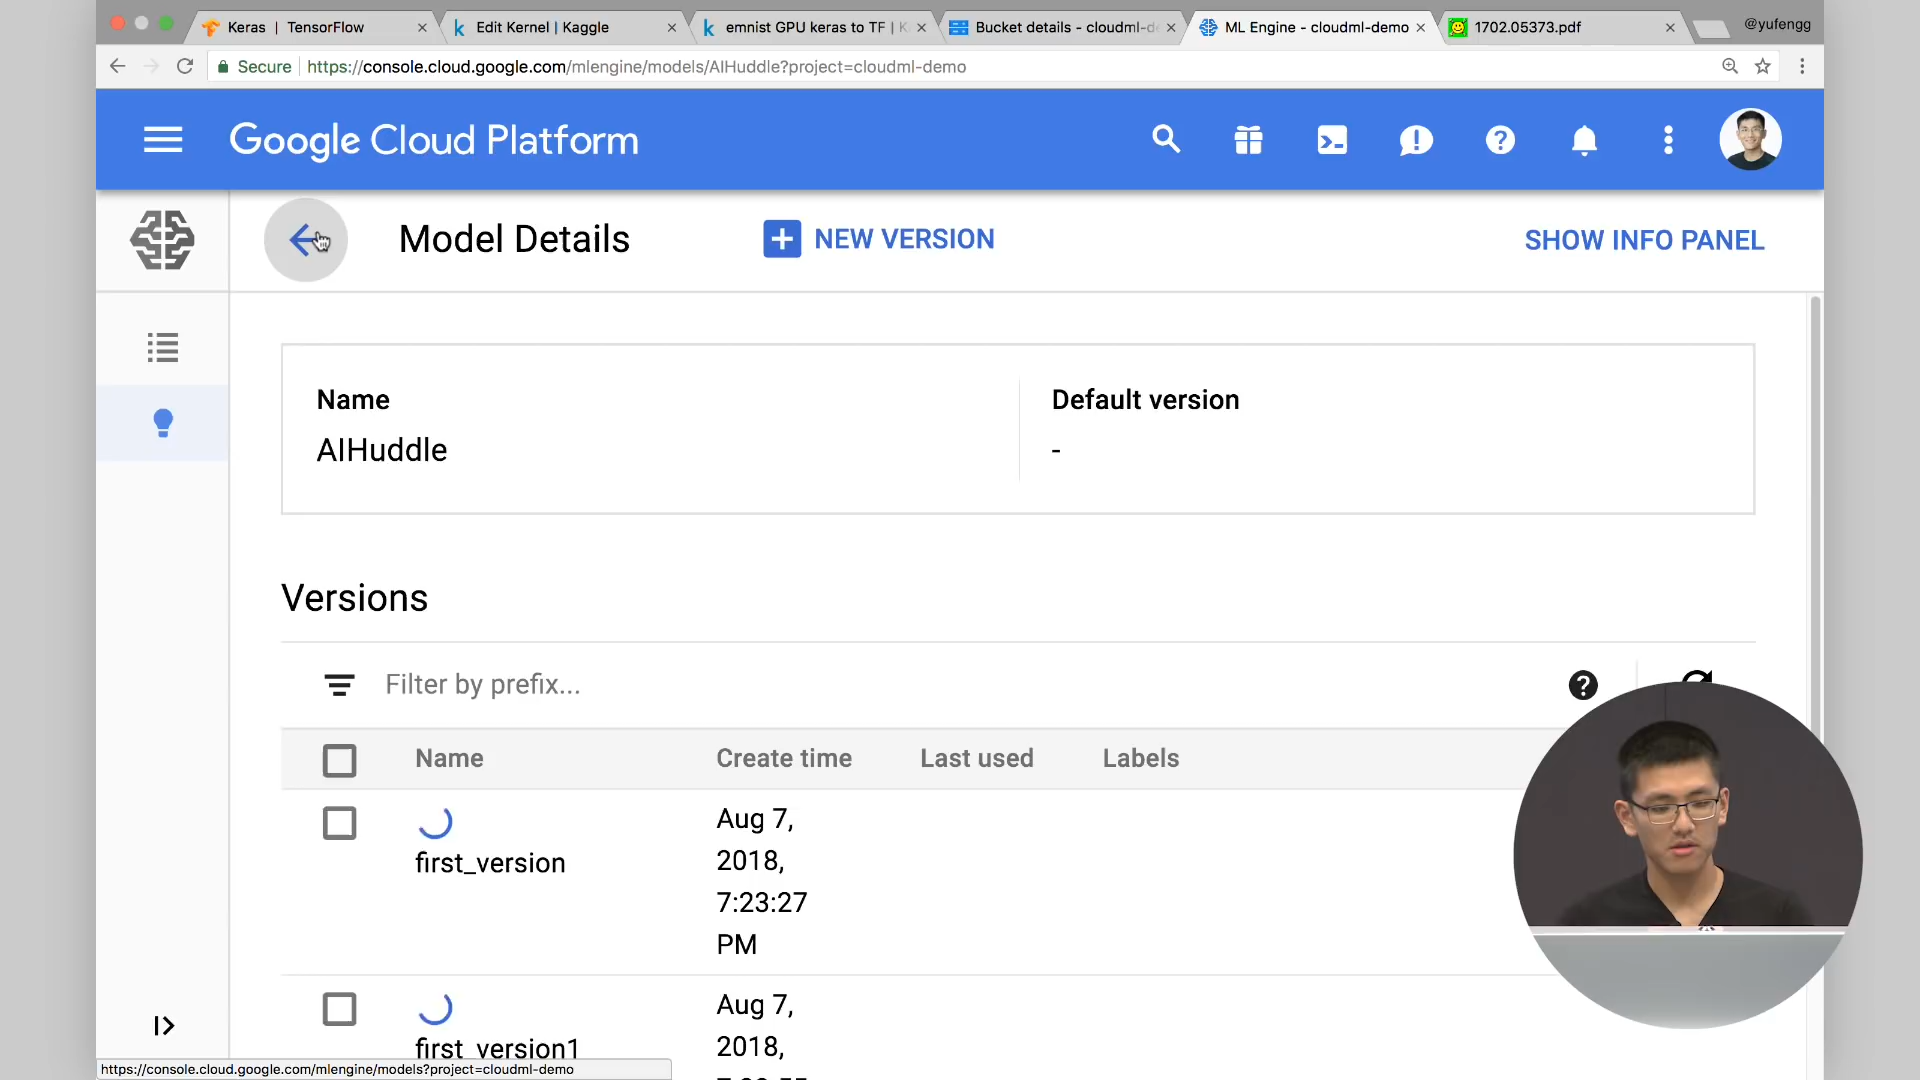 Keras | TensorFlow
Edit Kernel | Kaggle
emnist GPU keras to TF | K
Bucket details - cloudml-de
ML Engine - cloudml-demo
1702.05373.pdf
@yufengg
Secure
https://console.cloud.google.com/mlengine/models/AIHuddle?project=cloudml-demo
Google Cloud Platform
Model Details
NEW VERSION
SHOW INFO PANEL
Name
Default version
AIHuddle
-
Versions
Filter by prefix...
Name
Create time
Last used
Labels
Aug 7,
2018,
first_version
7:23:27
PM
Aug 7,
2018,
first_version1
https://console.cloud.google.com/mlengine/models?project=cloudml-demo